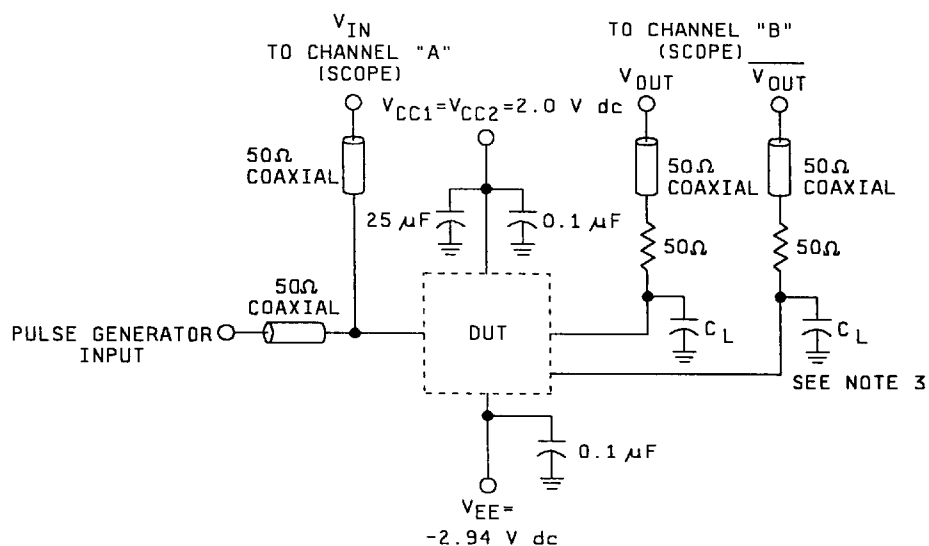 V_IN
TO CHANNEL "A"
(SCOPE)
TO CHANNEL "B"
(SCOPE)
V_OUT
V̅_̅O̅U̅T̅
V_CC1=V_CC2=2.0 V dc
50Ω
COAXIAL
50Ω
COAXIAL
50Ω
COAXIAL
25 µF
0.1 µF
50Ω
50Ω
50Ω
COAXIAL
PULSE GENERATOR
INPUT
DUT
C_L
C_L
SEE NOTE 3
0.1 µF
V_EE=
-2.94 V dc